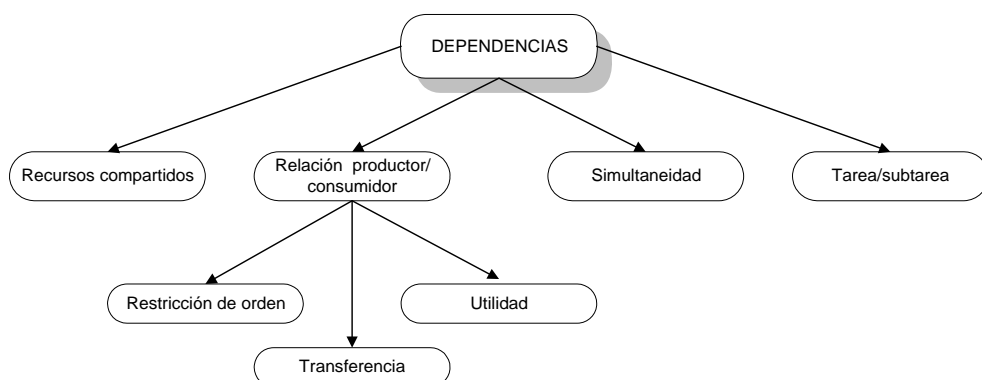 DEPENDENCIAS
Recursos compartidos
Relación productor/
consumidor
Simultaneidad
Tarea/subtarea
Restricción de orden
Utilidad
Transferencia